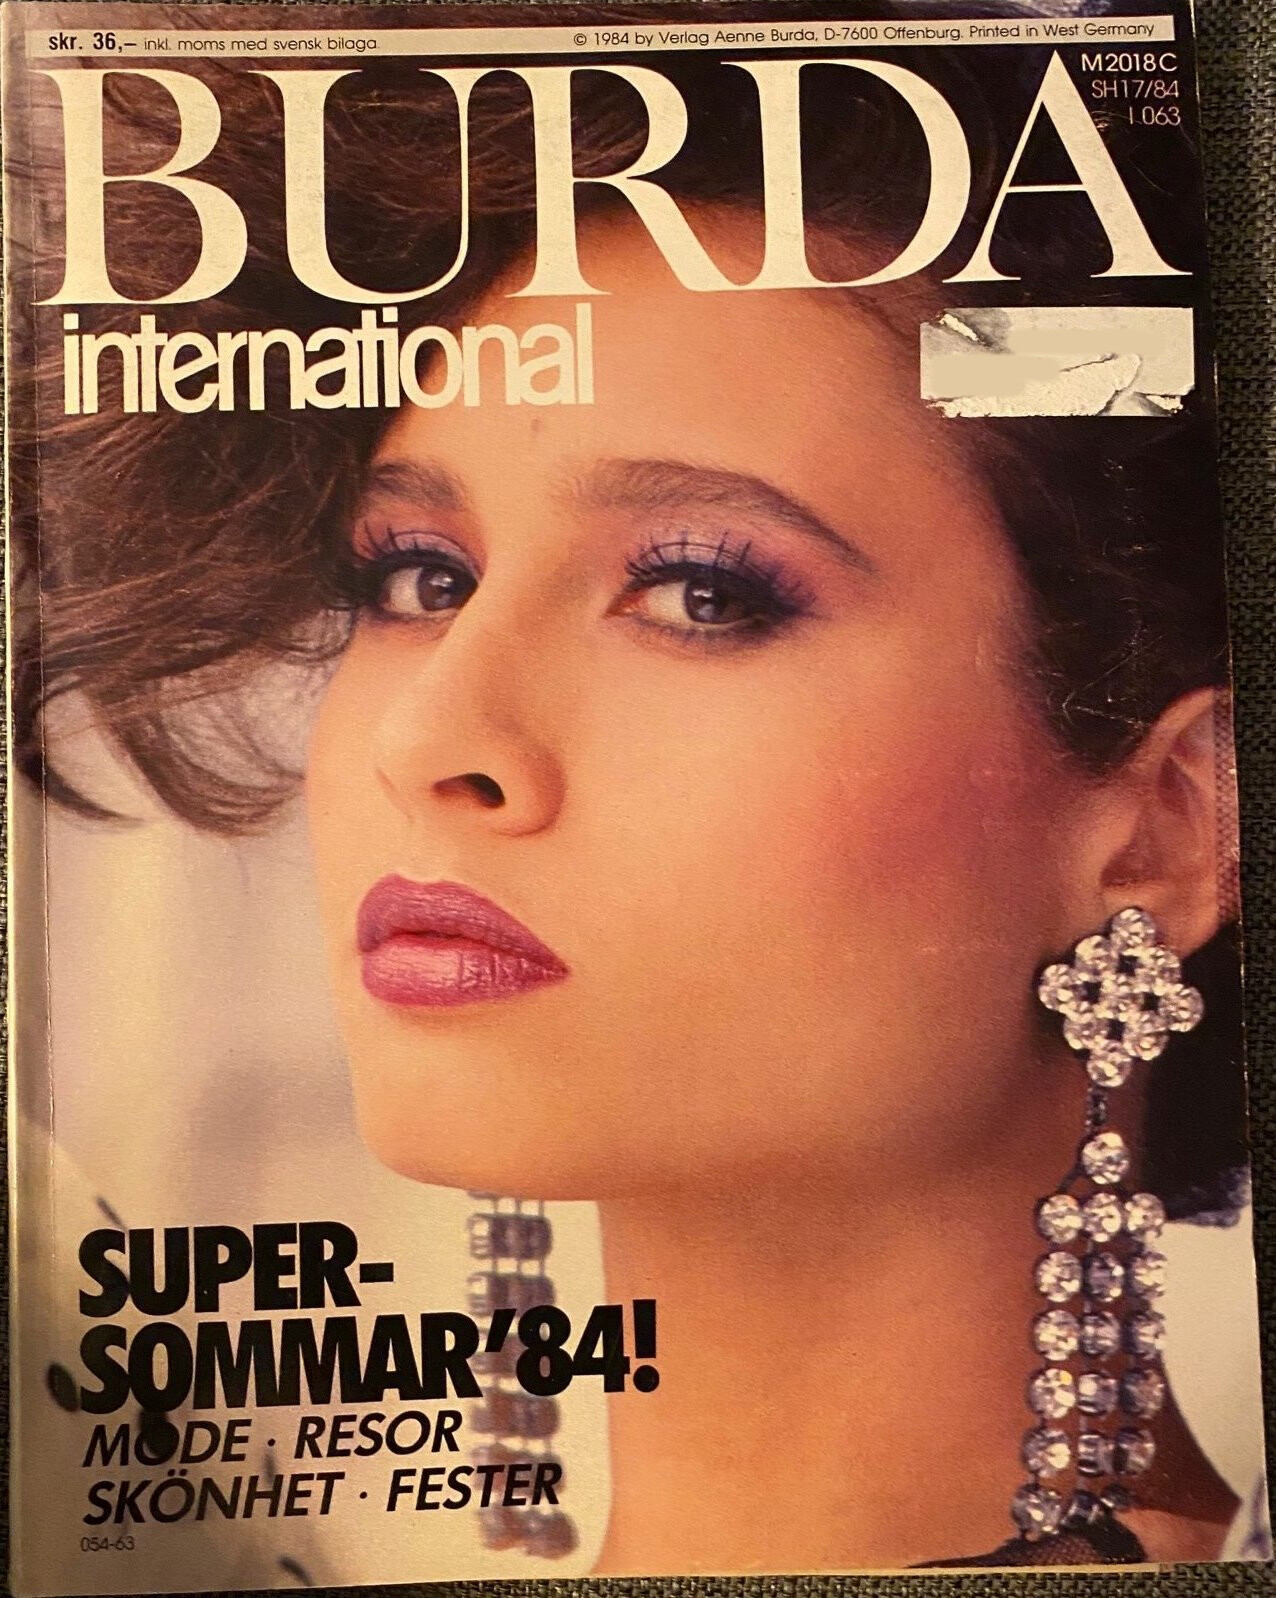 skr. 36,– inkl. moms med svensk bilaga.
© 1984 by Verlag Aenne Burda, D-7600 Offenburg. Printed in West Germany
BURDA
M2018C
SH17/84
I.063
international
SUPER-
SOMMAR '84!
MODE · RESOR
SKÖNHET · FESTER
054-63